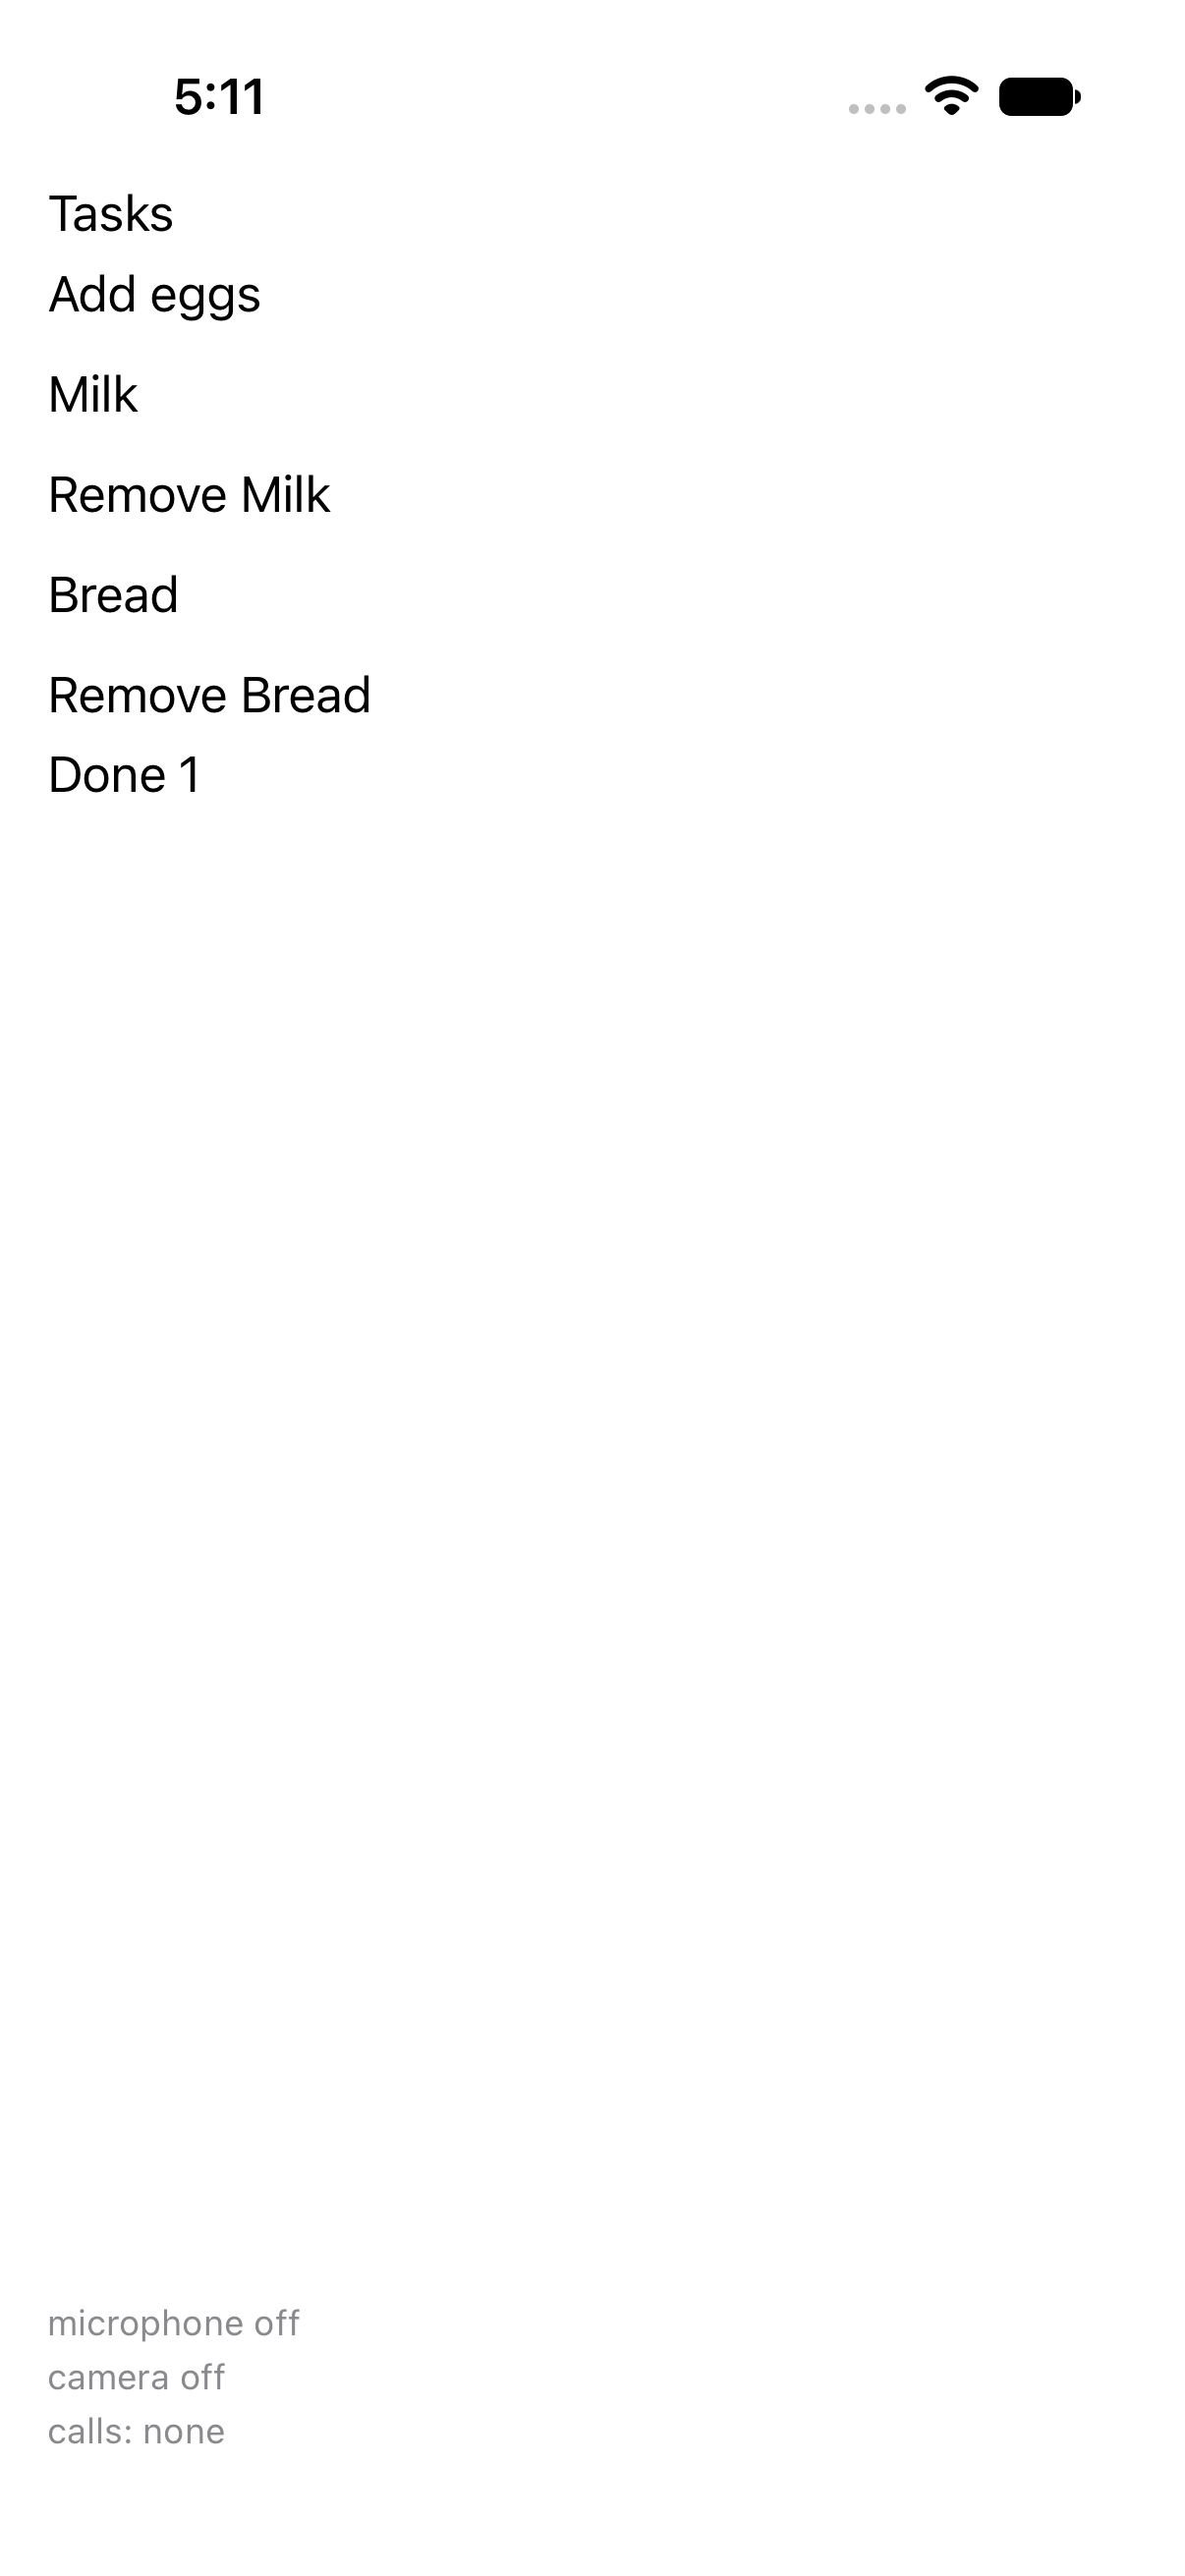 5:11
Tasks
Add eggs
Milk
Remove Milk
Bread
Remove Bread
Done 1
microphone off
camera off
calls: none